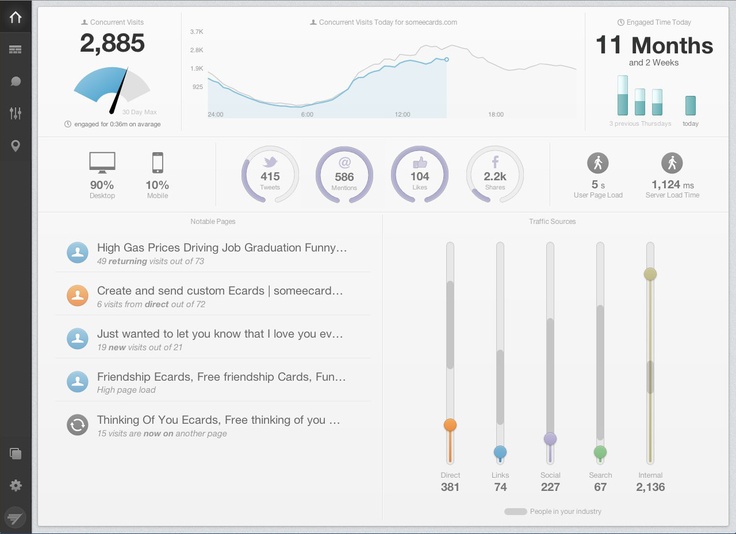 Concurrent Visits
2,885
30 Day Max
engaged for 0:36m on avarage
Concurrent Visits Today for someecards.com
3.7K
2.8K
1.9K
925
24:00
6:00
12:00
18:00
Engaged Time Today
11 Months
and 2 Weeks
3 previous Thursdays
today
90%
Desktop
10%
Mobile
415
Tweets
586
Mentions
104
Likes
2.2k
Shares
5 s
User Page Load
1,124 ms
Server Load Time
Notable Pages
High Gas Prices Driving Job Graduation Funny…
49 returning visits out of 73
Create and send custom Ecards | someecard…
6 visits from direct out of 72
Just wanted to let you know that I love you ev…
19 new visits out of 21
Friendship Ecards, Free friendship Cards, Fun…
High page load
Thinking Of You Ecards, Free thinking of you …
15 visits are now on another page
Traffic Sources
Direct
381
Links
74
Social
227
Search
67
Internal
2,136
People in your industry